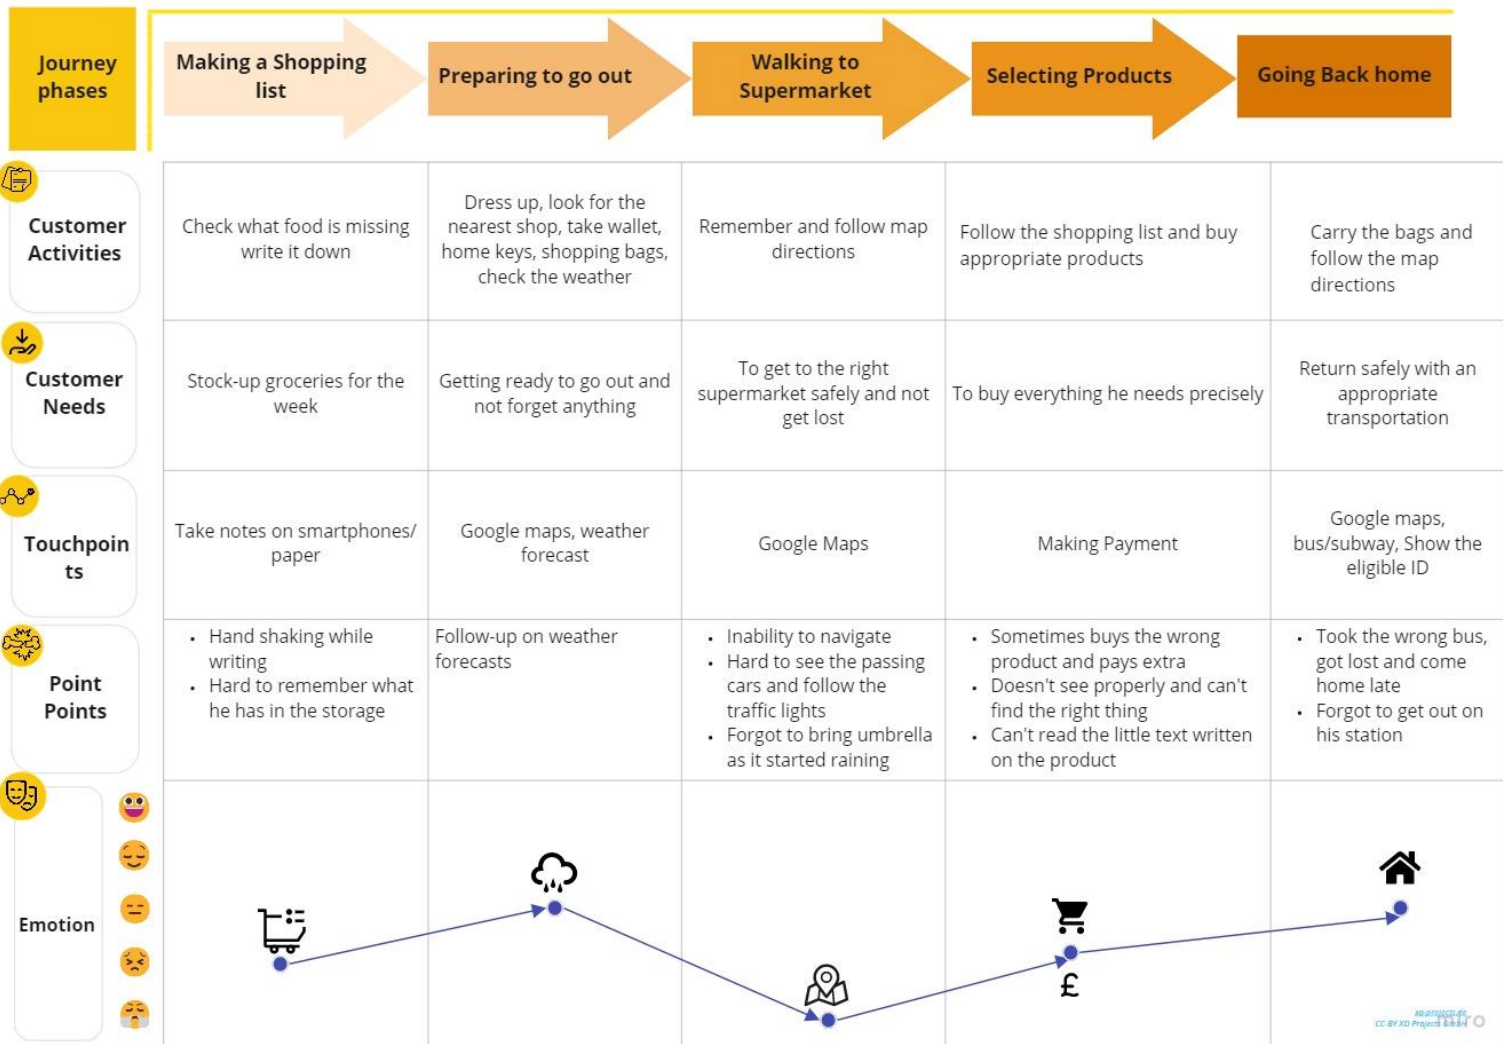 Journey
phases
Making a Shopping
list
Preparing to go out
Walking to
Supermarket
Selecting Products
Going Back home
Customer
Activities
Check what food is missing
write it down
Dress up, look for the
nearest shop, take wallet,
home keys, shopping bags,
check the weather
Remember and follow map
directions
Follow the shopping list and buy
appropriate products
Carry the bags and
follow the map
directions
Customer
Needs
Stock-up groceries for the
week
Getting ready to go out and
not forget anything
To get to the right
supermarket safely and not
get lost
To buy everything he needs precisely
Return safely with an
appropriate
transportation
Touchpoin
ts
Take notes on smartphones/
paper
Google maps, weather
forecast
Google Maps
Making Payment
Google maps,
bus/subway, Show the
eligible ID
Point
Points
• Hand shaking while
writing
• Hard to remember what
he has in the storage
Follow-up on weather
forecasts
• Inability to navigate
• Hard to see the passing
cars and follow the
traffic lights
• Forgot to bring umbrella
as it started raining
• Sometimes buys the wrong
product and pays extra
• Doesn't see properly and can't
find the right thing
• Can't read the little text written
on the product
• Took the wrong bus,
got lost and come
home late
• Forgot to get out on
his station
Emotion
£
xo-projects.de
CC-BY XO Projects GmbH
miro